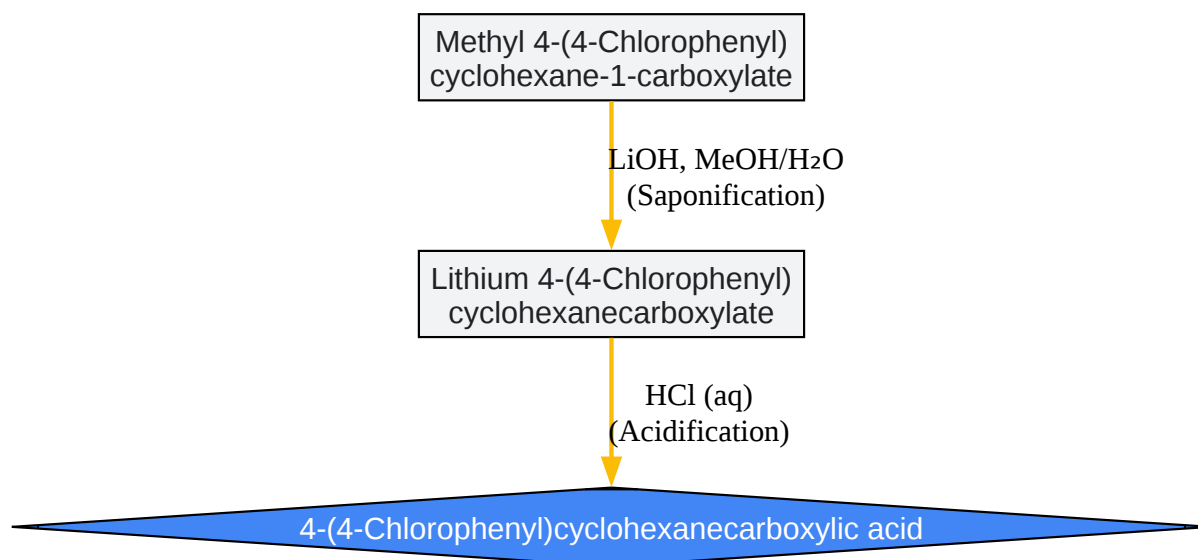 Methyl 4-(4-Chlorophenyl)
cyclohexane-1-carboxylate
LiOH, MeOH/H₂O
(Saponification)
Lithium 4-(4-Chlorophenyl)
cyclohexanecarboxylate
HCl (aq)
(Acidification)
4-(4-Chlorophenyl)cyclohexanecarboxylic acid